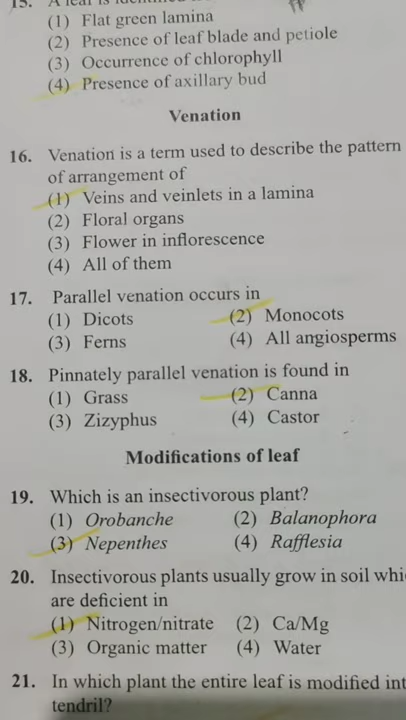 15. A leaf is identified
(1) Flat green lamina
(2) Presence of leaf blade and petiole
(3) Occurrence of chlorophyll
(4) Presence of axillary bud
Venation
16. Venation is a term used to describe the pattern
of arrangement of
(1) Veins and veinlets in a lamina
(2) Floral organs
(3) Flower in inflorescence
(4) All of them
17. Parallel venation occurs in
(1) Dicots (2) Monocots
(3) Ferns (4) All angiosperms
18. Pinnately parallel venation is found in
(1) Grass (2) Canna
(3) Zizyphus (4) Castor
Modifications of leaf
19. Which is an insectivorous plant?
(1) Orobanche (2) Balanophora
(3) Nepenthes (4) Rafflesia
20. Insectivorous plants usually grow in soil whi
are deficient in
(1) Nitrogen/nitrate (2) Ca/Mg
(3) Organic matter (4) Water
21. In which plant the entire leaf is modified int
tendril?